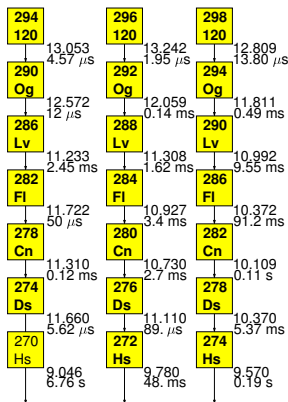 294 296 298
120 120 120
13.053 13.242 12.809
4.57 μs 1.95 μs 13.80 μs
290 292 294
Og Og Og
12.572 12.059 11.811
12 μs 0.14 ms 0.49 ms
286 288 290
Lv Lv Lv
11.233 11.308 10.992
2.45 ms 1.62 ms 9.55 ms
282 284 286
Fl Fl Fl
11.722 10.927 10.372
50 μs 3.4 ms 91.2 ms
278 280 282
Cn Cn Cn
11.310 10.730 10.109
0.12 ms 2.7 ms 0.11 s
274 276 278
Ds Ds Ds
11.660 11.110 10.370
5.62 μs 89. μs 5.37 ms
270 272 274
Hs Hs Hs
9.046 9.780 9.570
6.76 s 48. ms 0.19 s